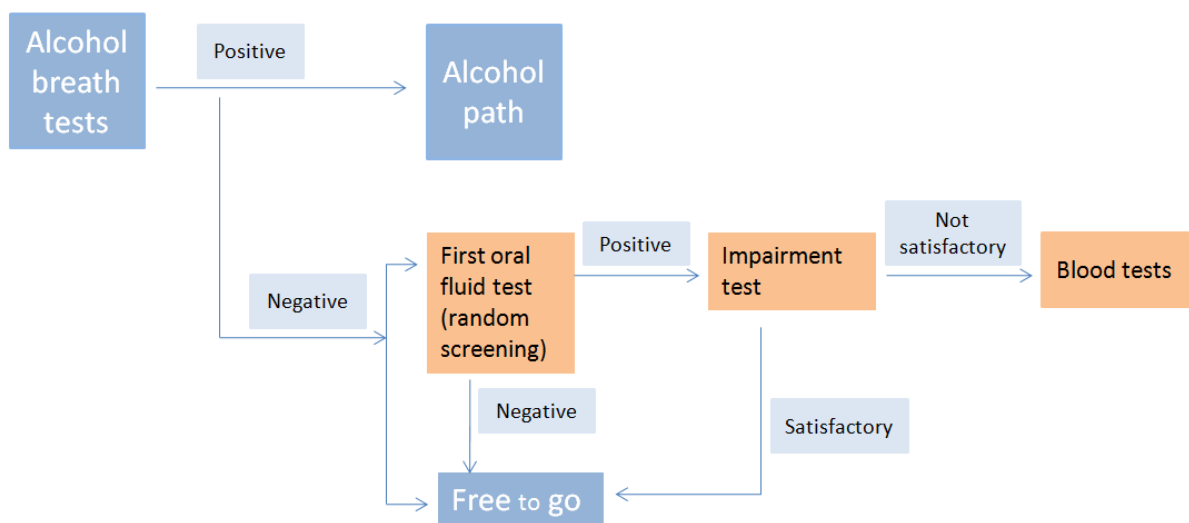 Alcohol
breath
tests
Positive
Alcohol
path
First oral
fluid test
(random
screening)
Positive
Impairment
test
Not
satisfactory
Blood tests
Negative
Negative
Satisfactory
Free to go